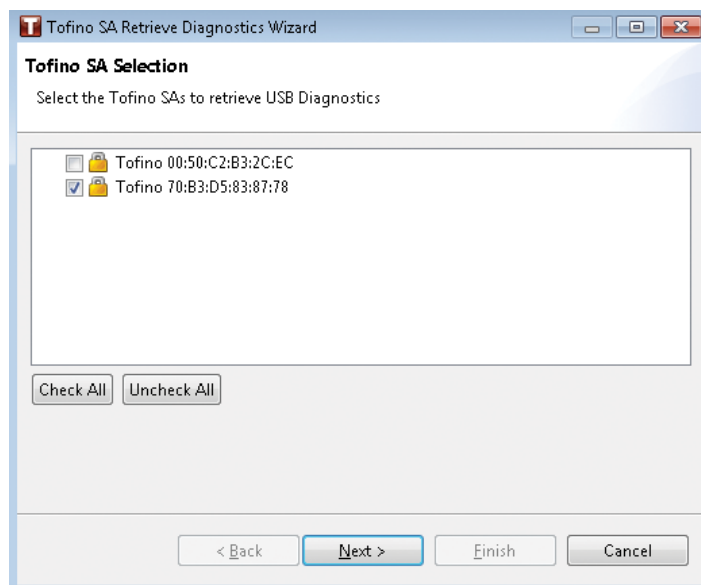 Tofino SA Retrieve Diagnostics Wizard
Tofino SA Selection
Select the Tofino SAs to retrieve USB Diagnostics
Tofino 00:50:C2:B3:2C:EC
Tofino 70:B3:D5:83:87:78
Check All Uncheck All
< Back Next > Finish Cancel